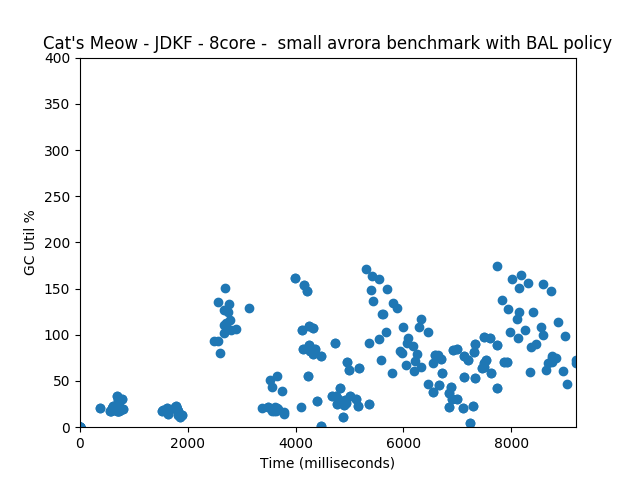 Cat's Meow - JDKF - 8core -  small avrora benchmark with BAL policy
400
350
300
250
200
150
100
50
0
GC Util %
0 2000 4000 6000 8000
Time (milliseconds)